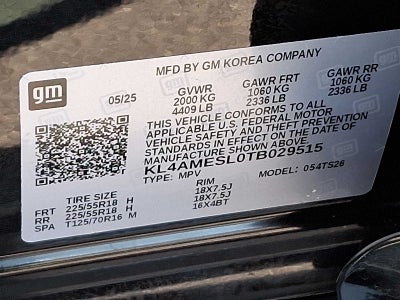 MFD BY GM KOREA COMPANY
gm
05/25
GVWR GAWR FRT GAWR RR
2000 KG 1060 KG 1060 KG
4409 LB 2336 LB 2336 LB
THIS VEHICLE CONFORMS TO ALL
APPLICABLE U.S. FEDERAL MOTOR
VEHICLE SAFETY AND THEFT PREVENTION
STANDARDS IN EFFECT ON THE DATE OF
MANUFACTURE SHOWN ABOVE.
KL4AMESL0TB029515
TYPE: MPV MODEL: 054TS26
TIRE SIZE RIM
FRT 225/55R18 H 18X7.5J
RR 225/55R18 H 18X7.5J
SPA T125/70R16 M 16X4BT